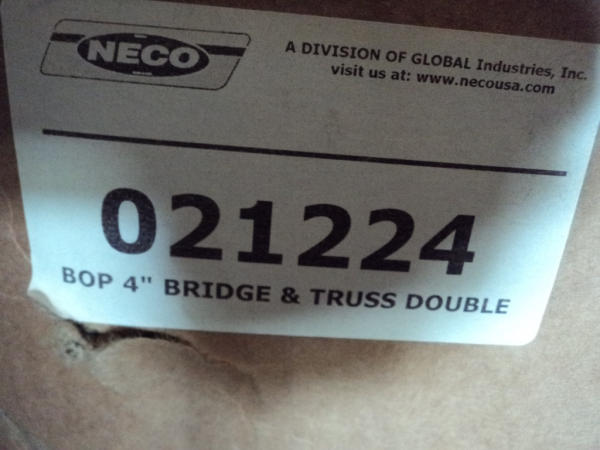 NECO
A DIVISION OF GLOBAL Industries, Inc.
visit us at: www.necousa.com
021224
BOP 4" BRIDGE & TRUSS DOUBLE